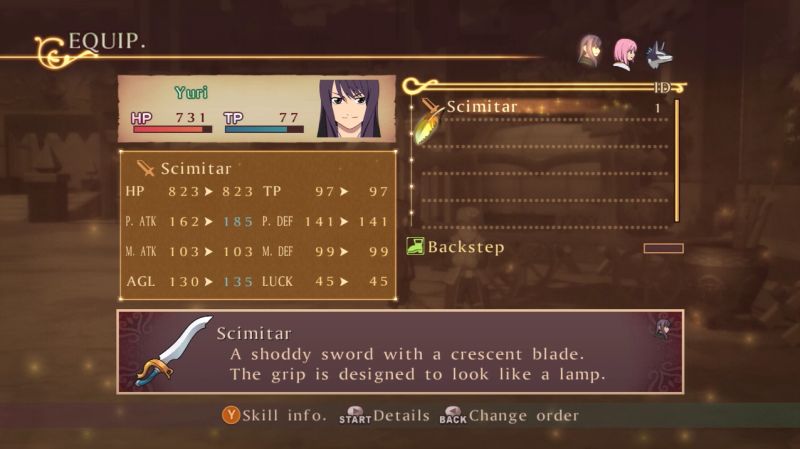 EQUIP.
Yuri
HP 731 TP 77
Scimitar
HP 823 ➤ 823 TP 97 ➤ 97
P. ATK 162 ➤ 185 P. DEF 141 ➤ 141
M. ATK 103 ➤ 103 M. DEF 99 ➤ 99
AGL 130 ➤ 135 LUCK 45 ➤ 45
ID
Scimitar 1
Backstep
Scimitar
A shoddy sword with a crescent blade.
The grip is designed to look like a lamp.
Y Skill info. START Details BACK Change order